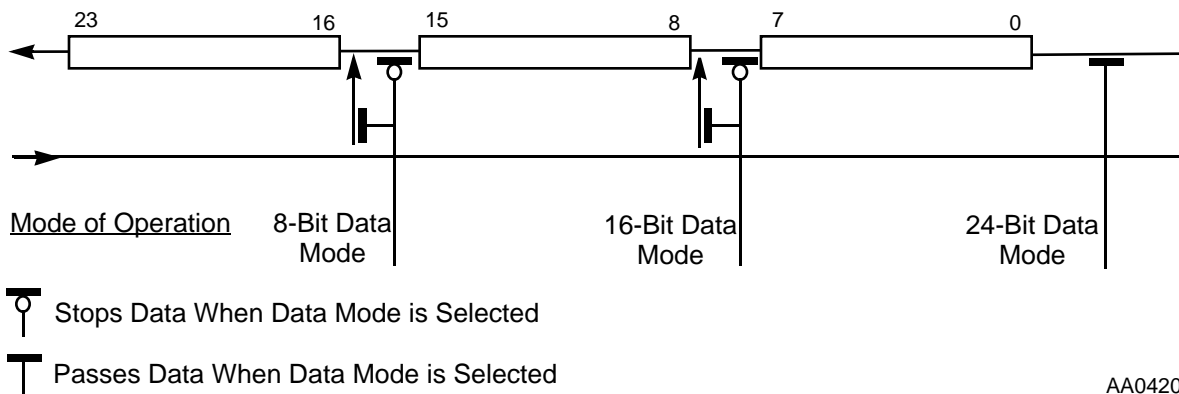 23 16 15 8 7 0
Mode of Operation
8-Bit Data
Mode
16-Bit Data
Mode
24-Bit Data
Mode
Stops Data When Data Mode is Selected
Passes Data When Data Mode is Selected
AA0420